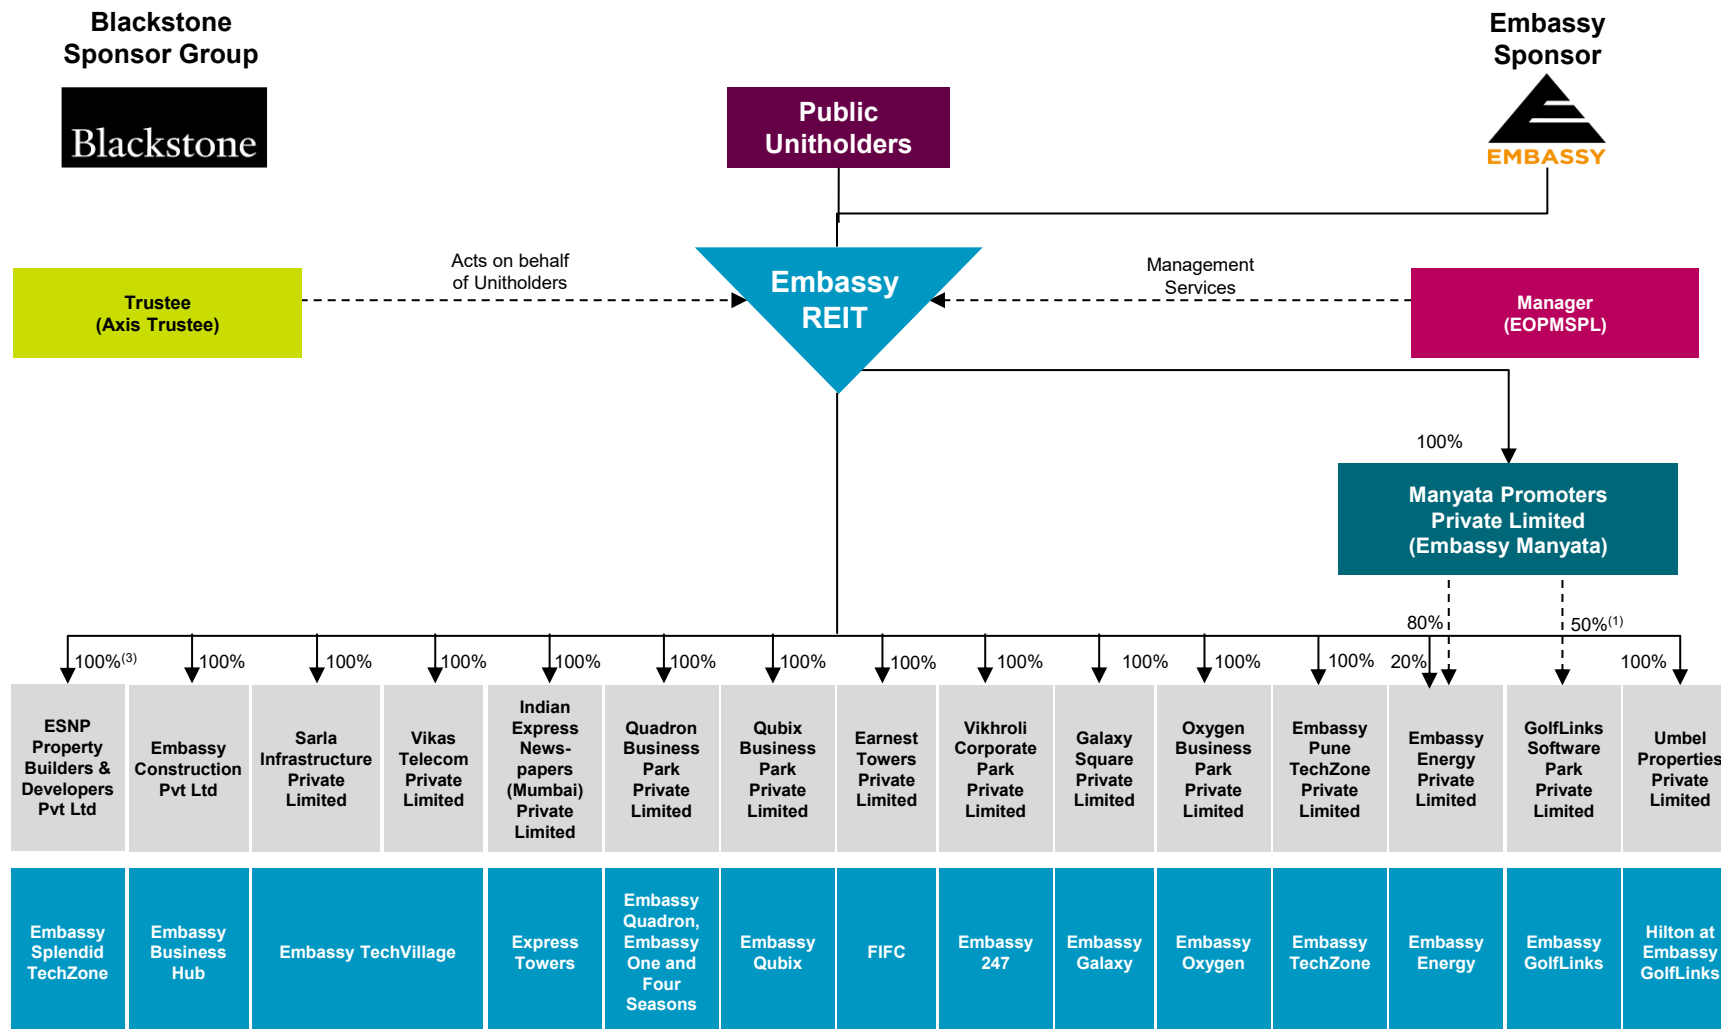 Blackstone
Sponsor Group
Blackstone
Public
Unitholders
Embassy
Sponsor
EMBASSY
Trustee
(Axis Trustee)
Acts on behalf
of Unitholders
Embassy
REIT
Management
Services
Manager
(EOPMSPL)
100%
Manyata Promoters
Private Limited
(Embassy Manyata)
80%
50%(1)
100%(3)
100%
100%
100%
100%
100%
100%
100%
100%
100%
100%
100%
20%
100%
ESNP
Property
Builders &
Developers
Pvt Ltd
Embassy
Construction
Pvt Ltd
Sarla
Infrastructure
Private
Limited
Vikas
Telecom
Private
Limited
Indian
Express
News-
papers
(Mumbai)
Private
Limited
Quadron
Business
Park
Private
Limited
Qubix
Business
Park
Private
Limited
Earnest
Towers
Private
Limited
Vikhroli
Corporate
Park
Private
Limited
Galaxy
Square
Private
Limited
Oxygen
Business
Park
Private
Limited
Embassy
Pune
TechZone
Private
Limited
Embassy
Energy
Private
Limited
GolfLinks
Software
Park
Private
Limited
Umbel
Properties
Private
Limited
Embassy
Splendid
TechZone
Embassy
Business
Hub
Embassy TechVillage
Express
Towers
Embassy
Quadron,
Embassy
One and
Four
Seasons
Embassy
Qubix
FIFC
Embassy
247
Embassy
Galaxy
Embassy
Oxygen
Embassy
TechZone
Embassy
Energy
Embassy
GolfLinks
Hilton at
Embassy
GolfLinks